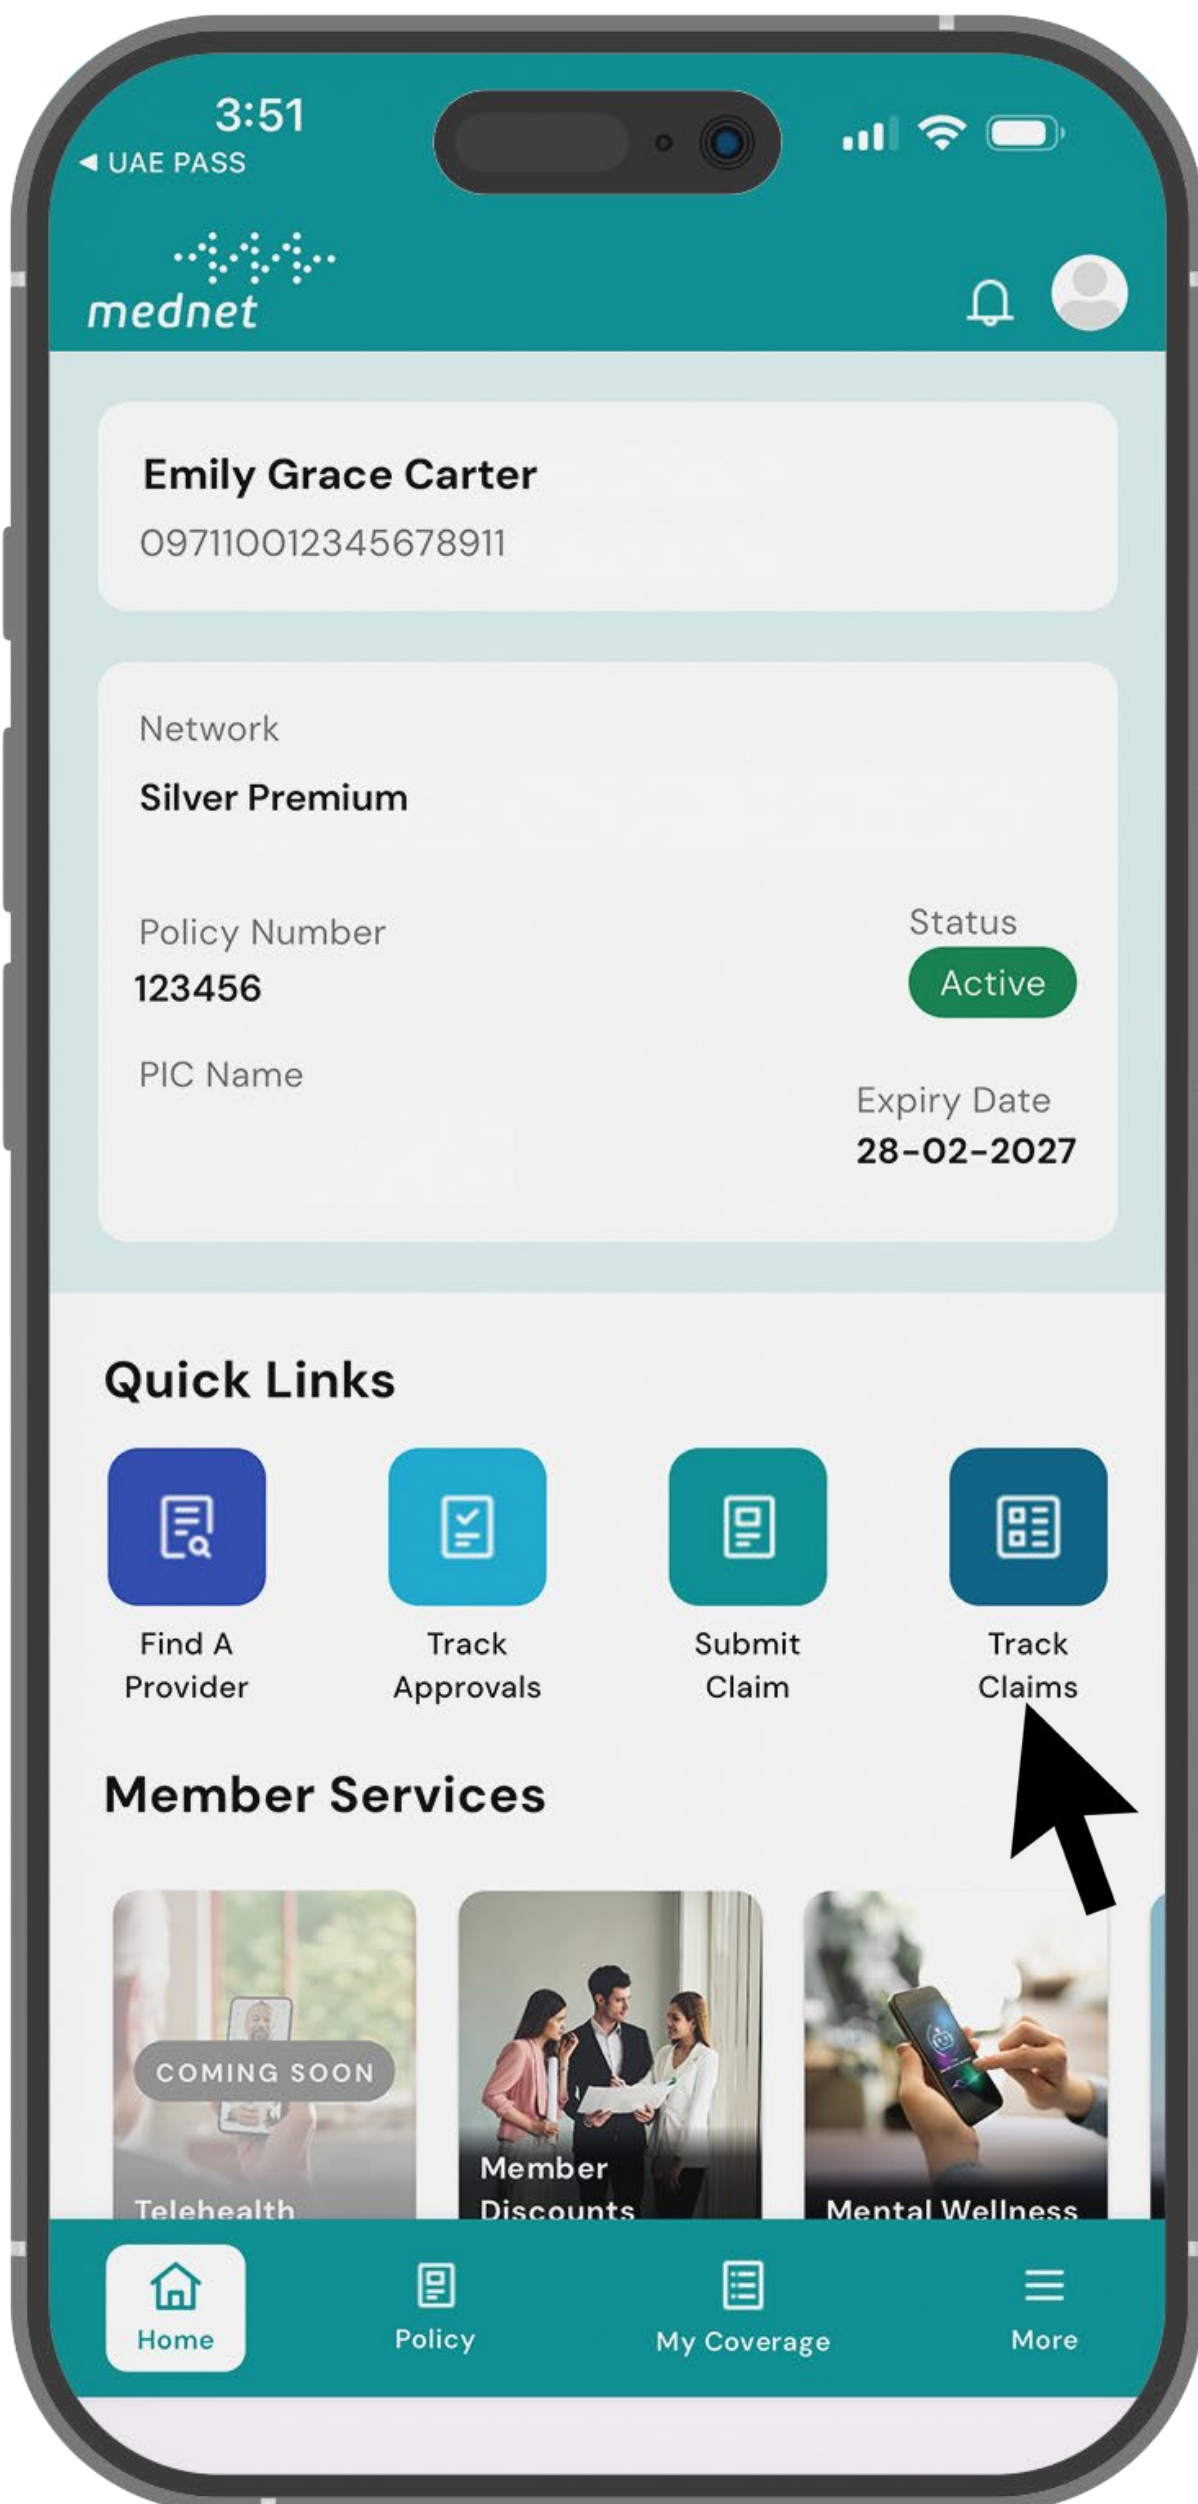 3:51
◀ UAE PASS
mednet
Emily Grace Carter
097110012345678911
Network
Silver Premium
Policy Number
123456
Status
Active
PIC Name
Expiry Date
28-02-2027
Quick Links
Find A
Provider
Track
Approvals
Submit
Claim
Track
Claims
Member Services
COMING SOON
Telehealth
Member
Discounts
Mental Wellness
Home
Policy
My Coverage
More